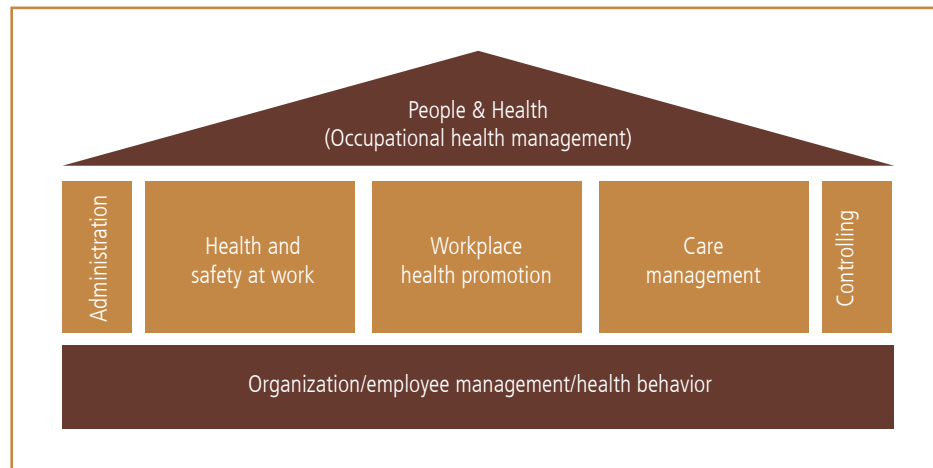 People & Health
(Occupational health management)
Administration
Health and
safety at work
Workplace
health promotion
Care
management
Controlling
Organization/employee management/health behavior